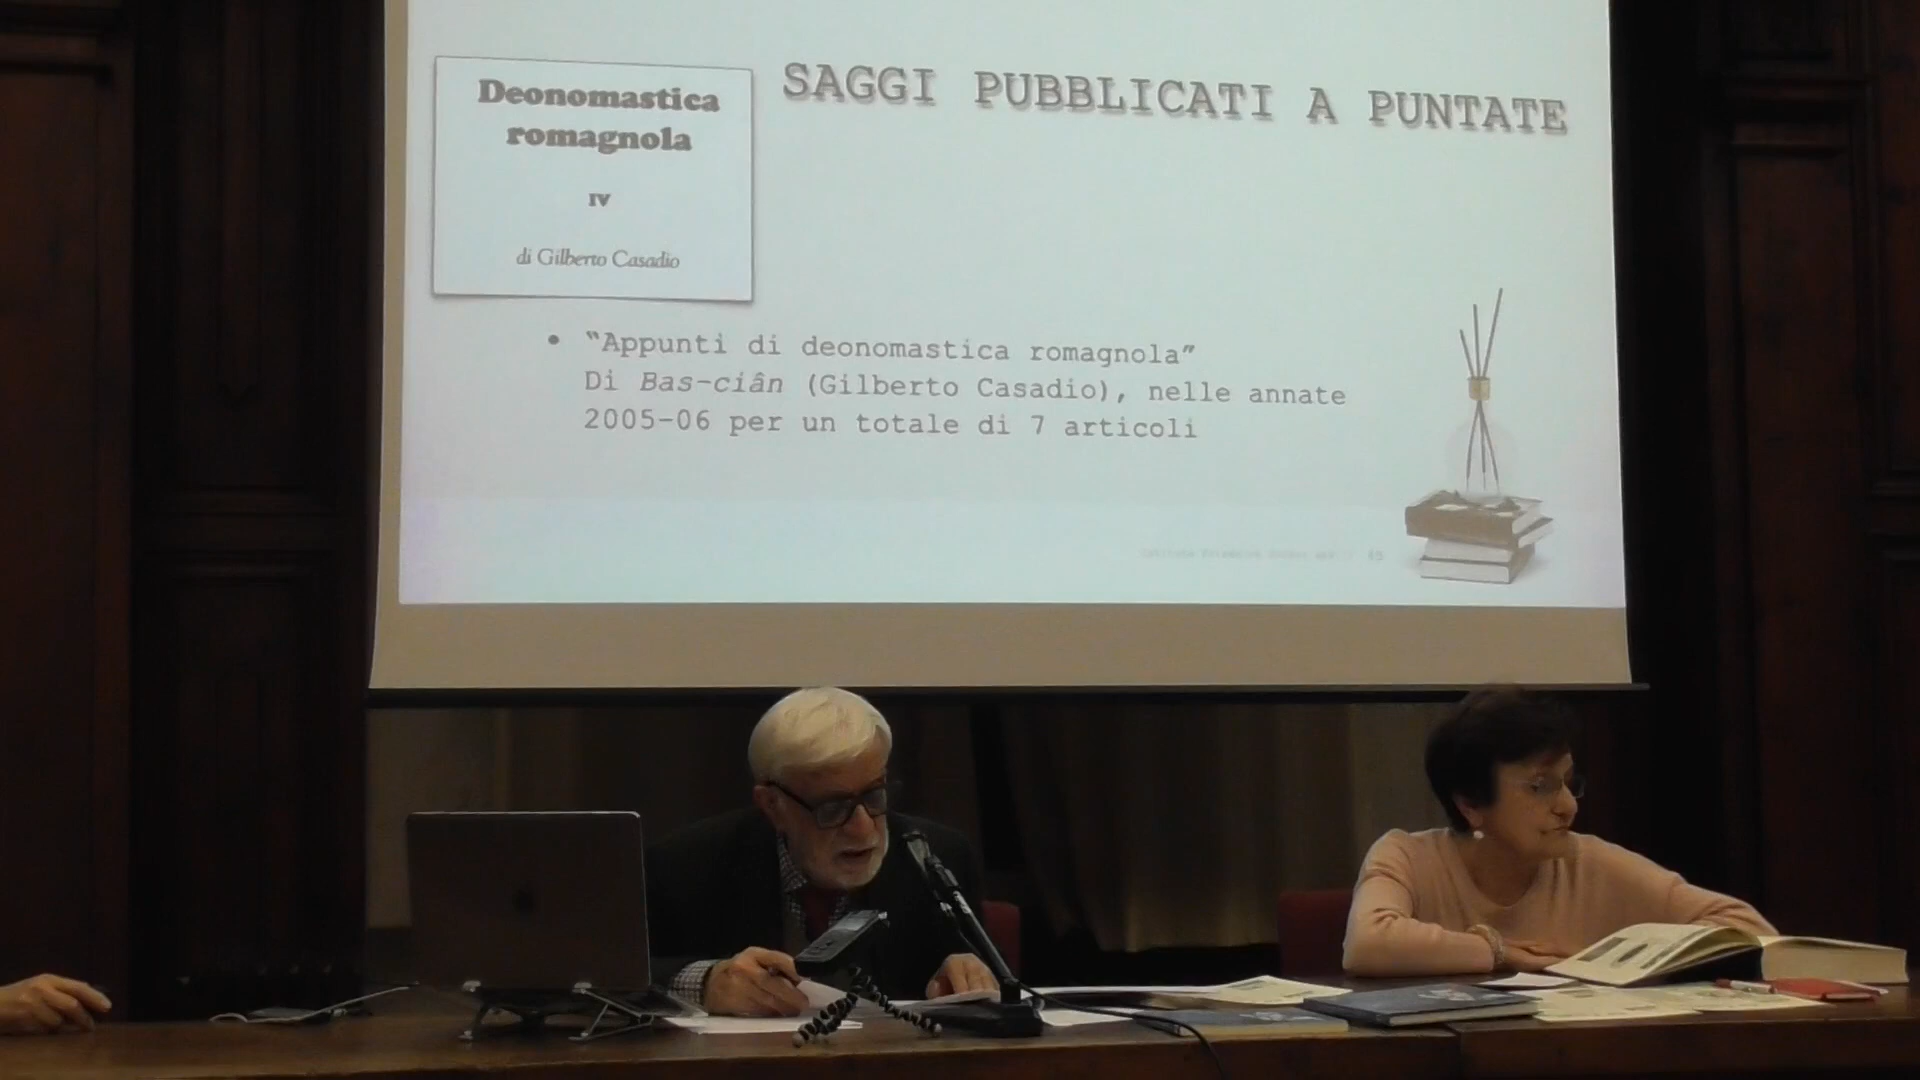 Deonomastica
romagnola
IV
di Gilberto Casadio
SAGGI PUBBLICATI A PUNTATE
• “Appunti di deonomastica romagnola”
Di Bas-ciân (Gilberto Casadio), nelle annate
2005-06 per un totale di 7 articoli